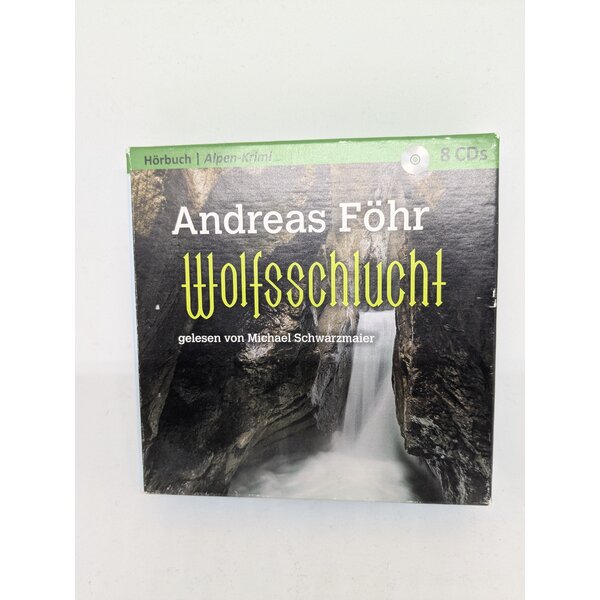 Hörbuch | Alpen-Krimi
8 CDs
Andreas Föhr
Wolfsschlucht
gelesen von Michael Schwarzmaier